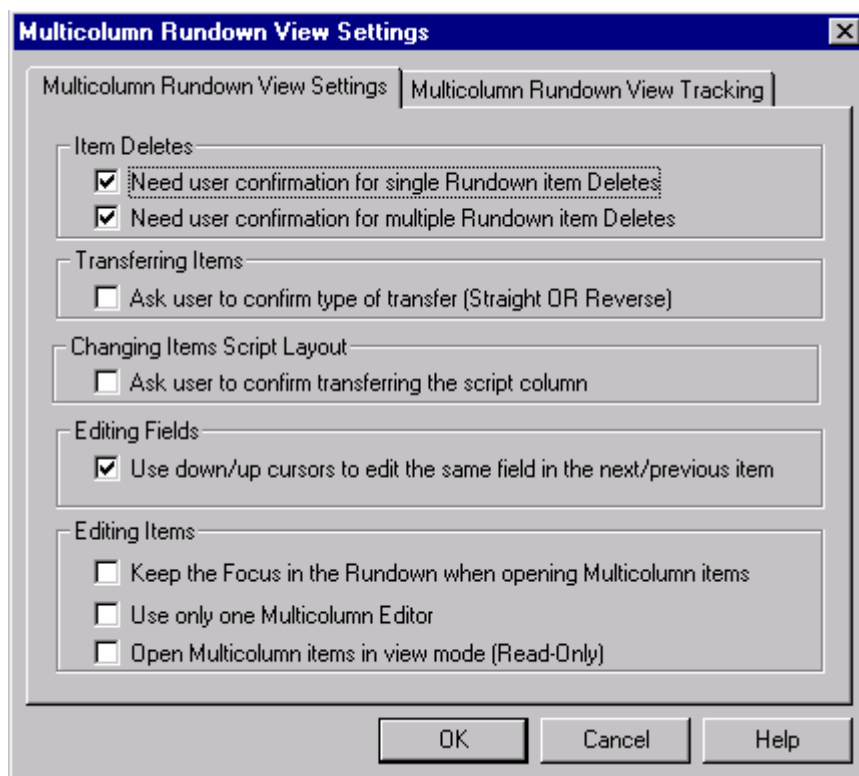 Multicolumn Rundown View Settings
Multicolumn Rundown View Settings
Multicolumn Rundown View Tracking
Item Deletes
Need user confirmation for single Rundown item Deletes
Need user confirmation for multiple Rundown item Deletes
Transferring Items
Ask user to confirm type of transfer (Straight OR Reverse)
Changing Items Script Layout
Ask user to confirm transferring the script column
Editing Fields
Use down/up cursors to edit the same field in the next/previous item
Editing Items
Keep the Focus in the Rundown when opening Multicolumn items
Use only one Multicolumn Editor
Open Multicolumn items in view mode (Read-Only)
OK
Cancel
Help